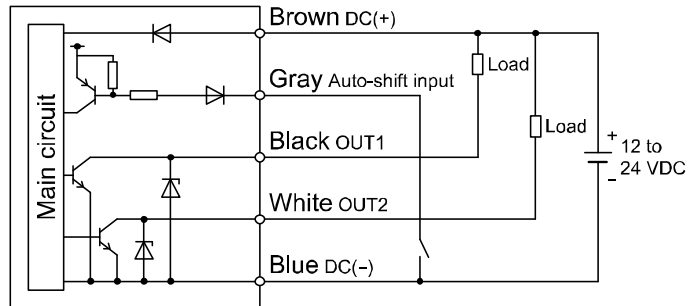 Brown DC(+)
Load
Gray Auto-shift input
Load
Main circuit
Black OUT1
+
12 to
24 VDC
−
White OUT2
Blue DC(−)